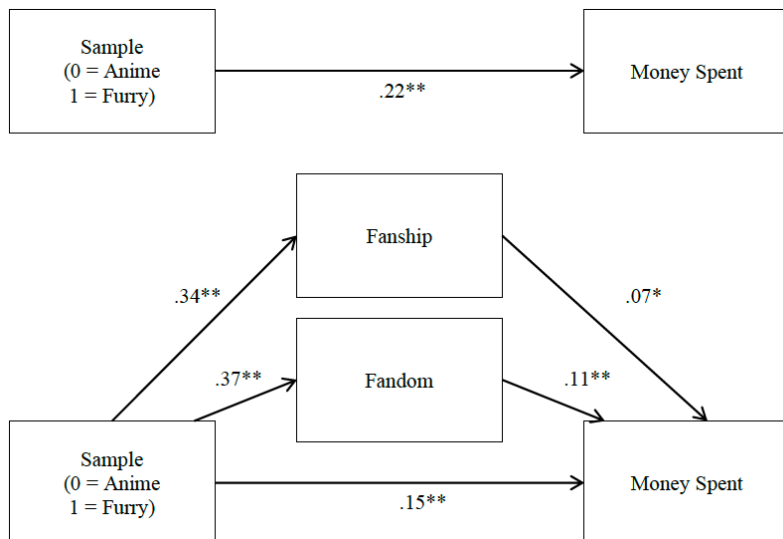 Sample
(0 = Anime
1 = Furry)
.22**
Money Spent
Fanship
.34**
.07*
Fandom
.37**
.11**
Sample
(0 = Anime
1 = Furry)
.15**
Money Spent